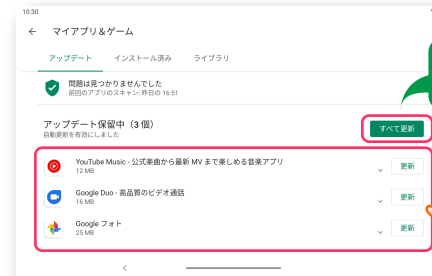 10:30
← マイアプリ&ゲーム
アップデート インストール済み ライブラリ
問題は見つかりませんでした
前回のアプリのスキャン: 昨日の 16:51
アップデート保留中（3 個）
すべて更新
自動更新を有効にしました
YouTube Music - 公式楽曲から最新 MV まで楽しめる音楽アプリ
12 MB
更新
Google Duo - 高品質のビデオ通話
16 MB
更新
Google フォト
25 MB
更新